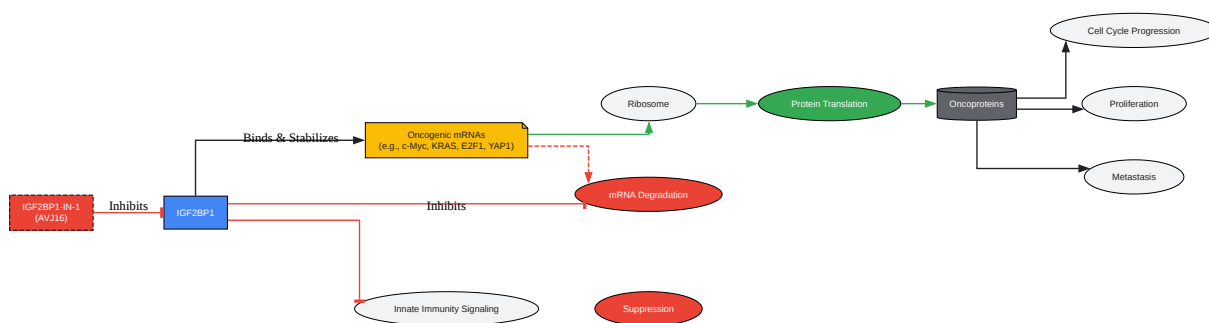 Cell Cycle Progression
Ribosome
Protein Translation
Oncoproteins
Proliferation
Binds & Stabilizes
Oncogenic mRNAs
(e.g., c-Myc, KRAS, E2F1, YAP1)
Metastasis
mRNA Degradation
IGF2BP1-IN-1
(AVJ16)
Inhibits
IGF2BP1
Inhibits
Innate Immunity Signaling
Suppression